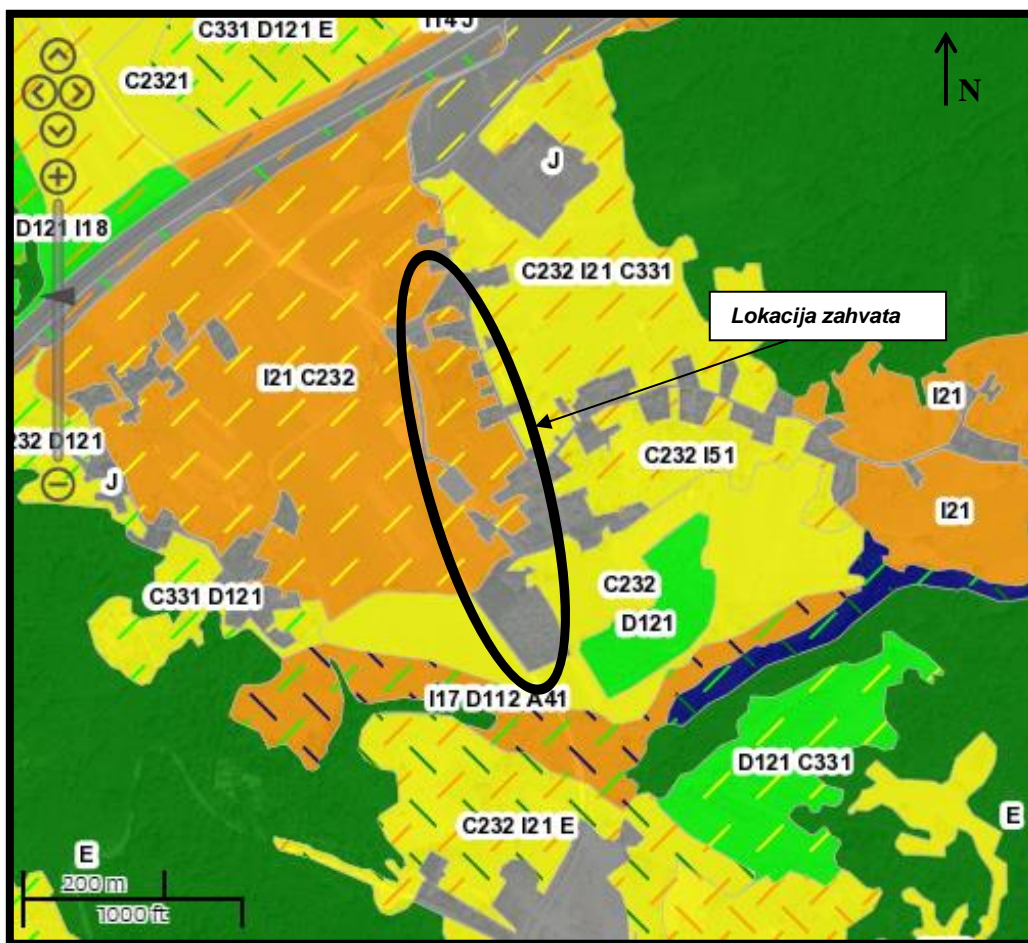 C331 D121 E
I14 J
C2321
N
J
D121 I18
C232 I21 C331
Lokacija zahvata
I21 C232
I21
232 D121
C232 I51
J
I21
C331 D121
C232
D121
I17 D112 A41
D121 C331
C232 I21 E
E
E
200 m
1000 ft